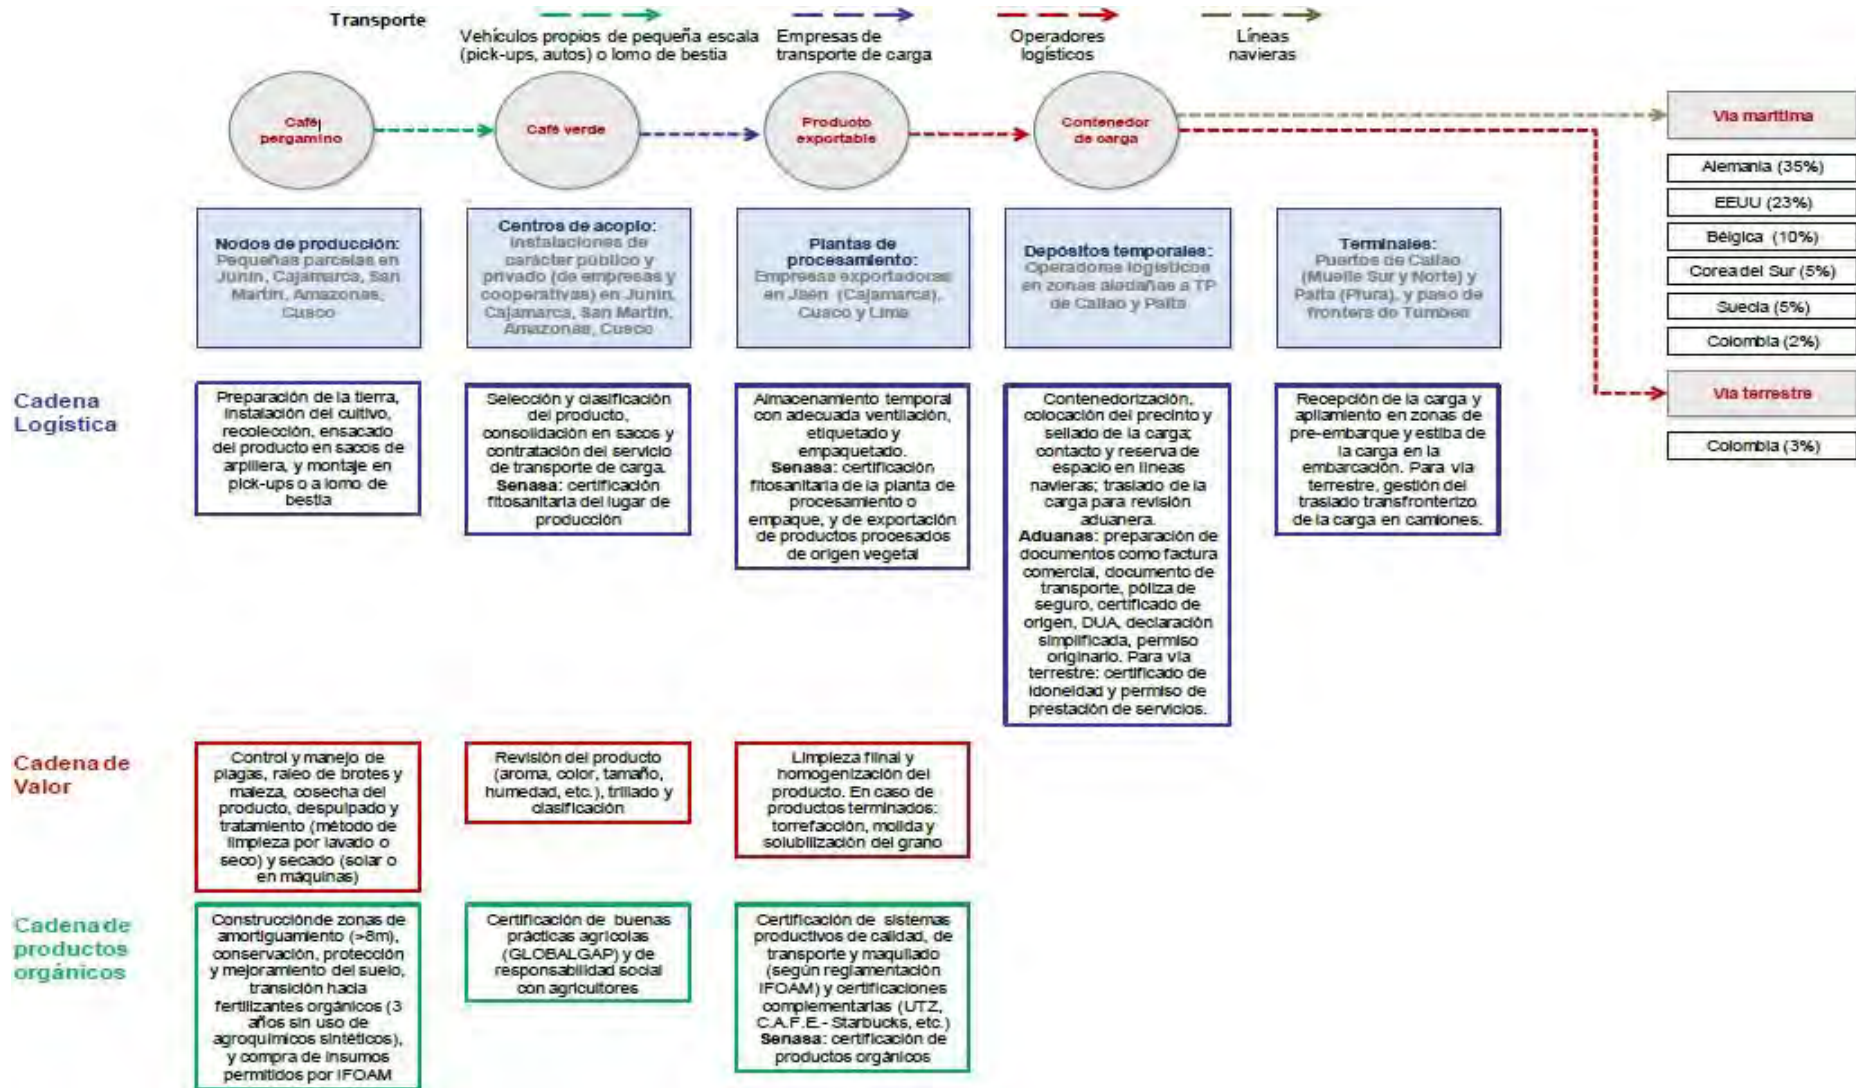 Transporte
Vehículos propios de pequeña escala
(pick-ups, autos) o lomo de bestia
Empresas de
transporte de carga
Operadores
logísticos
Líneas
navieras
Café
pergamino
Café verde
Producto
exportable
Contenedor
de carga
Vía marítima
Alemania (35%)
EEUU (23%)
Bélgica (10%)
Corea del Sur (5%)
Suecia (5%)
Colombia (2%)
Vía terrestre
Colombia (3%)
Nodos de producción:
Pequeñas parcelas en
Junín, Cajamarca, San
Martín, Amazonas,
Cusco
Centros de acopio:
Instalaciones de
carácter público y
privado (de empresas y
cooperativas) en Junín,
Cajamarca, San Martín,
Amazonas, Cusco
Plantas de
procesamiento:
Empresas exportadoras
en Jaén (Cajamarca),
Cusco y Lima
Depósitos temporales:
Operadores logísticos
en zonas aledañas a TP
de Callao y Paita
Terminales:
Puertos de Callao
(Muelle Sur y Norte) y
Paita (Piura), y paso de
frontera de Tumbes
Cadena
Logística
Preparación de la tierra,
instalación del cultivo,
recolección, ensacado
del producto en sacos de
arpillera, y montaje en
pick-ups o a lomo de
bestia
Selección y clasificación
del producto,
consolidación en sacos y
contratación del servicio
de transporte de carga.
Senasa: certificación
fitosanitaria del lugar de
producción
Almacenamiento temporal
con adecuada ventilación,
etiquetado y
empaquetado.
Senasa: certificación
fitosanitaria de la planta de
procesamiento o
empaque, y de exportación
de productos procesados
de origen vegetal
Contenedorización,
colocación del precinto y
sellado de la carga;
contacto y reserva de
espacio en líneas
navieras; traslado de la
carga para revisión
aduanera.
Aduanas: preparación de
documentos como factura
comercial, documento de
transporte, póliza de
seguro, certificado de
origen, DUA, declaración
simplificada, permiso
originario. Para vía
terrestre: certificado de
idoneidad y permiso de
prestación de servicios.
Recepción de la carga y
apilamiento en zonas de
pre-embarque y estiba de
la carga en la
embarcación. Para vía
terrestre, gestión del
traslado transfronterizo
de la carga en camiones.
Cadena de
Valor
Control y manejo de
plagas, raleo de brotes y
maleza, cosecha del
producto, despulpado y
tratamiento (método de
limpieza por lavado o
seco) y secado (solar o
en máquinas)
Revisión del producto
(aroma, color, tamaño,
humedad, etc.), trillado y
clasificación
Limpieza fiinal y
homogenización del
producto. En caso de
productos terminados:
torrefacción, molida y
solubilización del grano
Cadena de
productos
orgánicos
Construcciónde zonas de
amortiguamiento (>8m),
conservación, protección
y mejoramiento del suelo,
transición hacia
fertilizantes orgánicos (3
años sin uso de
agroquímicos sintéticos),
y compra de insumos
permitidos por IFOAM
Certificación de buenas
prácticas agrícolas
(GLOBALGAP) y de
responsabilidad social
con agricultores
Certificación de sistemas
productivos de calidad, de
transporte y maquilado
(según reglamentación
IFOAM) y certificaciones
complementarias (UTZ,
C.A.F.E.- Starbucks, etc.)
Senasa: certificación de
productos orgánicos